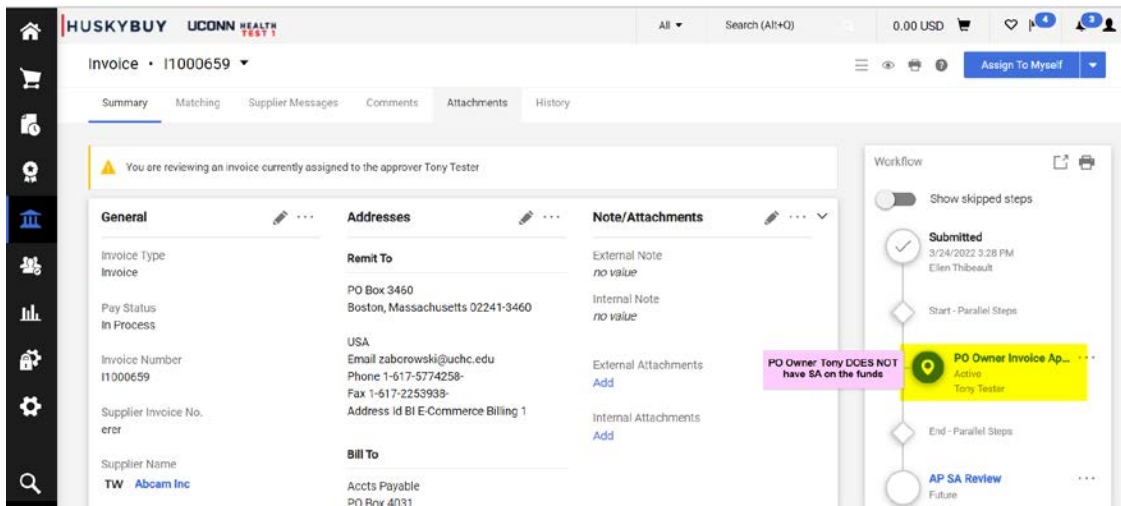 HUSKYBUY UCONN HEALTH TEST 1
All Search (Alt+Q) 0.00 USD 4 3
Invoice • I1000659
Assign To Myself
Summary Matching Supplier Messages Comments Attachments History
You are reviewing an invoice currently assigned to the approver Tony Tester
General
Invoice Type
Invoice
Pay Status
In Process
Invoice Number
I1000659
Supplier Invoice No.
erer
Supplier Name
TW Abcam Inc
Addresses
Remit To
PO Box 3460
Boston, Massachusetts 02241-3460
USA
Email zaborowski@uchc.edu
Phone 1-617-5774258-
Fax 1-617-2253938-
Address Id BI E-Commerce Billing 1
Bill To
Accts Payable
PO Box 4031
Note/Attachments
External Note
no value
Internal Note
no value
External Attachments
Add
Internal Attachments
Add
PO Owner Tony DOES NOT
have SA on the funds
Workflow
Show skipped steps
Submitted
3/24/2022 3:28 PM
Ellen Thibeault
Start - Parallel Steps
PO Owner Invoice Ap...
Active
Tony Tester
End - Parallel Steps
AP SA Review
Future